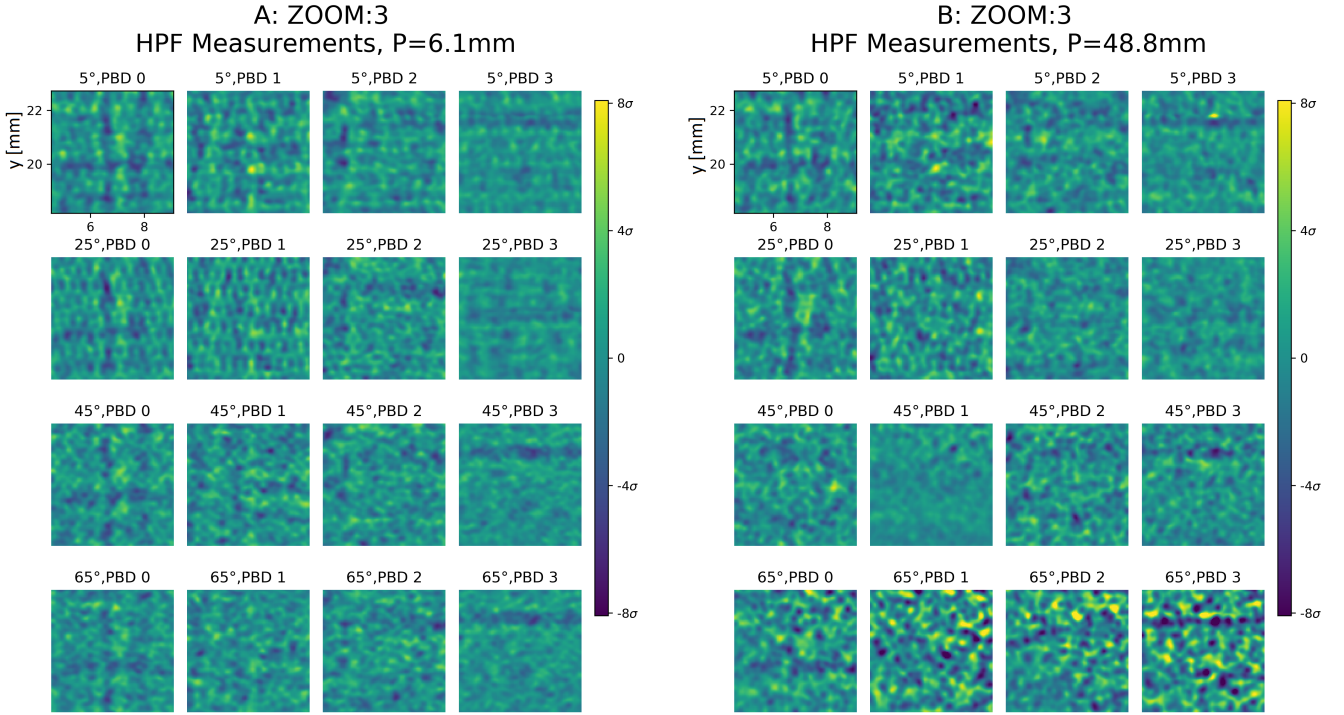 A: ZOOM:3
HPF Measurements, P=6.1mm
5°,PBD 0
5°,PBD 1
5°,PBD 2
5°,PBD 3
y [mm]
22
20
6
8
25°,PBD 0
25°,PBD 1
25°,PBD 2
25°,PBD 3
45°,PBD 0
45°,PBD 1
45°,PBD 2
45°,PBD 3
65°,PBD 0
65°,PBD 1
65°,PBD 2
65°,PBD 3
8σ
4σ
0
-4σ
-8σ
B: ZOOM:3
HPF Measurements, P=48.8mm
5°,PBD 0
5°,PBD 1
5°,PBD 2
5°,PBD 3
y [mm]
22
20
6
8
25°,PBD 0
25°,PBD 1
25°,PBD 2
25°,PBD 3
45°,PBD 0
45°,PBD 1
45°,PBD 2
45°,PBD 3
65°,PBD 0
65°,PBD 1
65°,PBD 2
65°,PBD 3
8σ
4σ
0
-4σ
-8σ